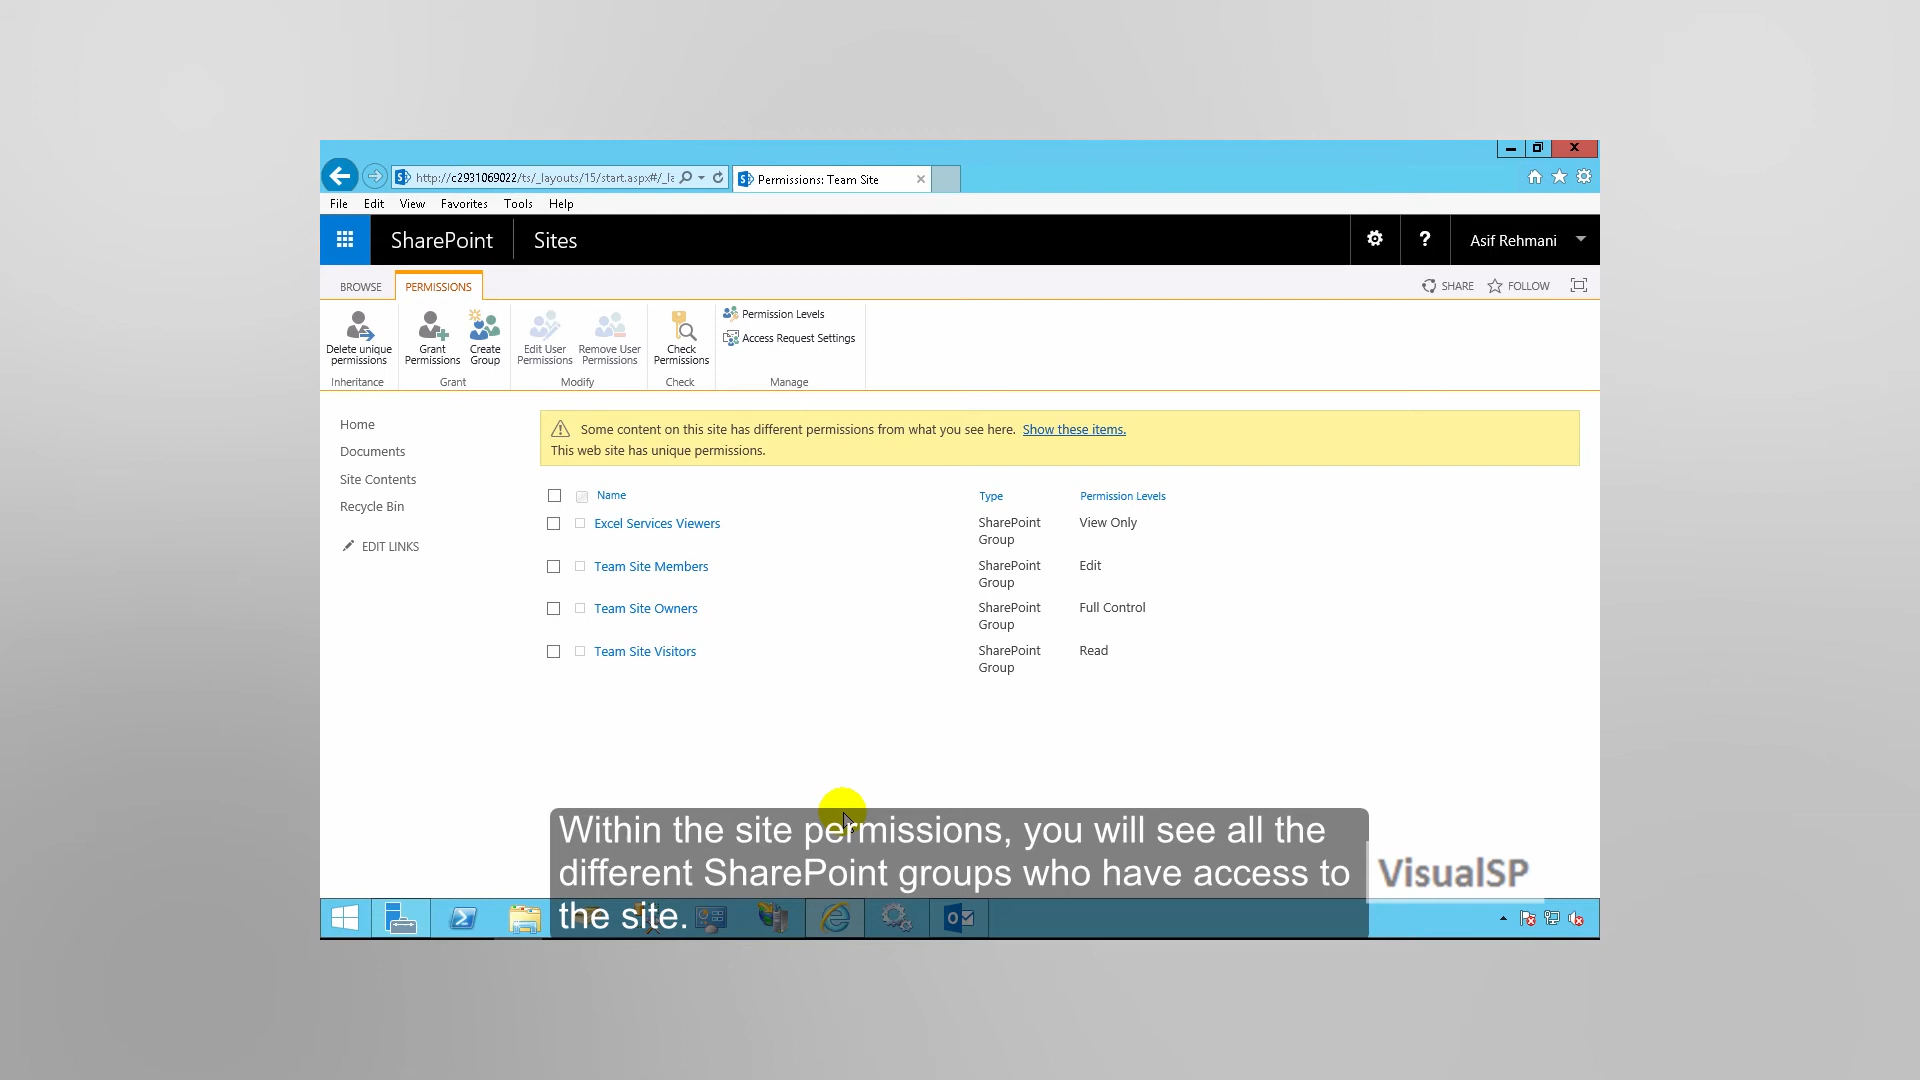 http://c2931069022/ts/_layouts/15/start.aspx#/_la
Permissions: Team Site
File Edit View Favorites Tools Help
SharePoint Sites
? Asif Rehmani
BROWSE PERMISSIONS
SHARE FOLLOW
Delete unique permissions
Inheritance
Grant Permissions
Create Group
Grant
Edit User Permissions
Remove User Permissions
Modify
Check Permissions
Check
Permission Levels
Access Request Settings
Manage
Home
Documents
Site Contents
Recycle Bin
EDIT LINKS
Some content on this site has different permissions from what you see here. Show these items.
This web site has unique permissions.
Name Type Permission Levels
Excel Services Viewers SharePoint Group View Only
Team Site Members SharePoint Group Edit
Team Site Owners SharePoint Group Full Control
Team Site Visitors SharePoint Group Read
Within the site permissions, you will see all the
different SharePoint groups who have access to
the site.
VisualSP